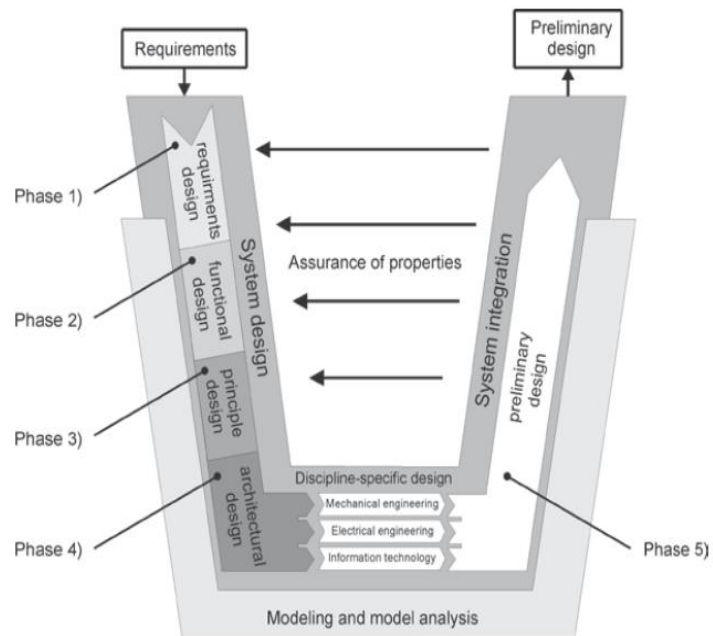 Requirements
Preliminary
design
Phase 1)
requirments
design
Phase 2)
functional
design
Phase 3)
principle
design
Phase 4)
architectural
design
System design
Assurance of properties
System integration
preliminary
design
Discipline-specific design
Mechanical engineering
Electrical engineering
Information technology
Phase 5)
Modeling and model analysis